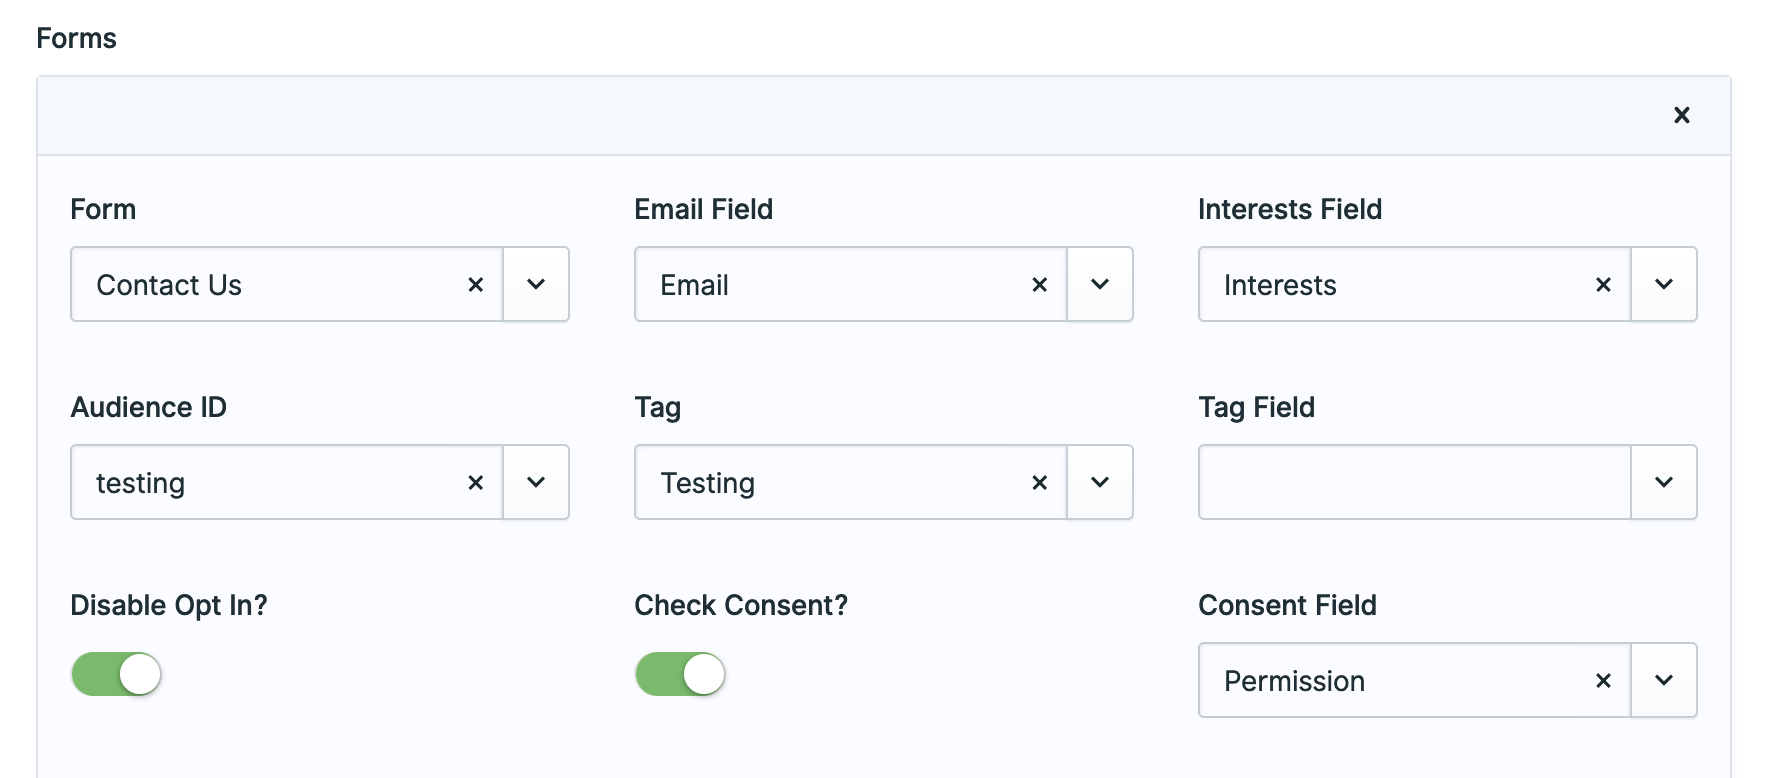 Forms
Form
Email Field
Interests Field
Contact Us
Email
Interests
Audience ID
Tag
Tag Field
testing
Testing
Disable Opt In?
Check Consent?
Consent Field
Permission